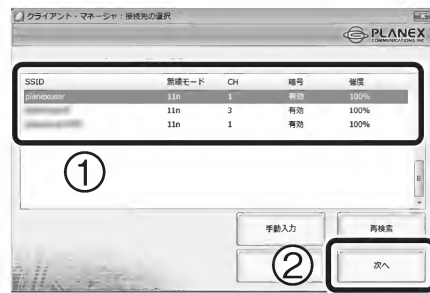 クライアント・マネージャ：接続先の選択
PLANEX
COMMUNICATIONS INC
SSID 無線モード CH 暗号 強度
planexuser 11n 1 有効 100%
11n 3 有効 100%
11n 1 有効 100%
①
手動入力 再検索
② 次へ